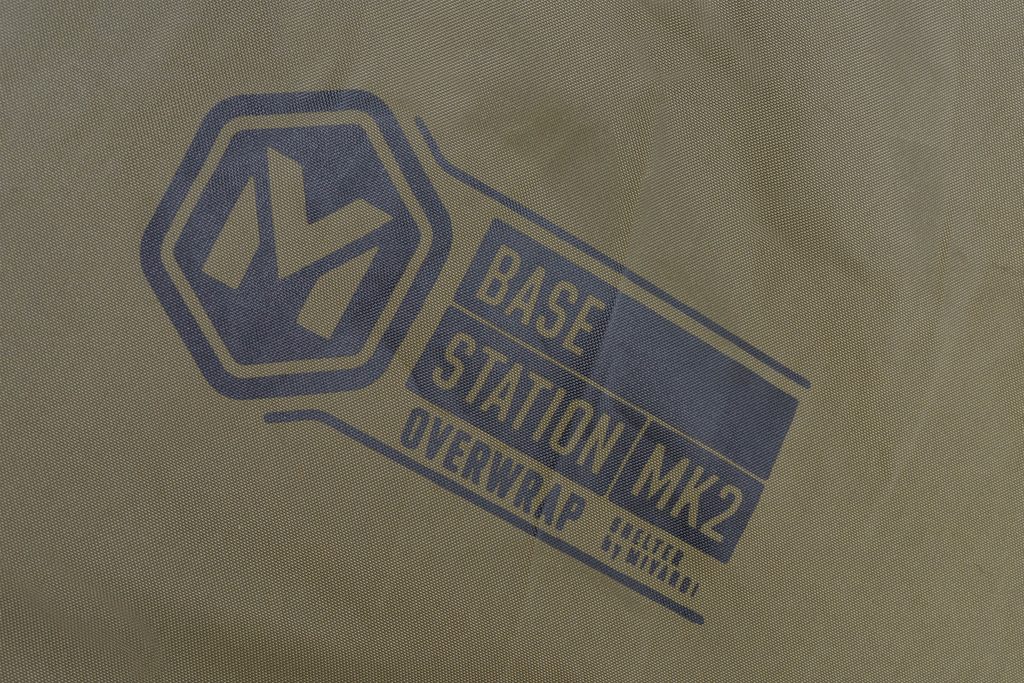 M
BASE
STATION MK2
OVERWRAP
SHELTER
by MIVARDI